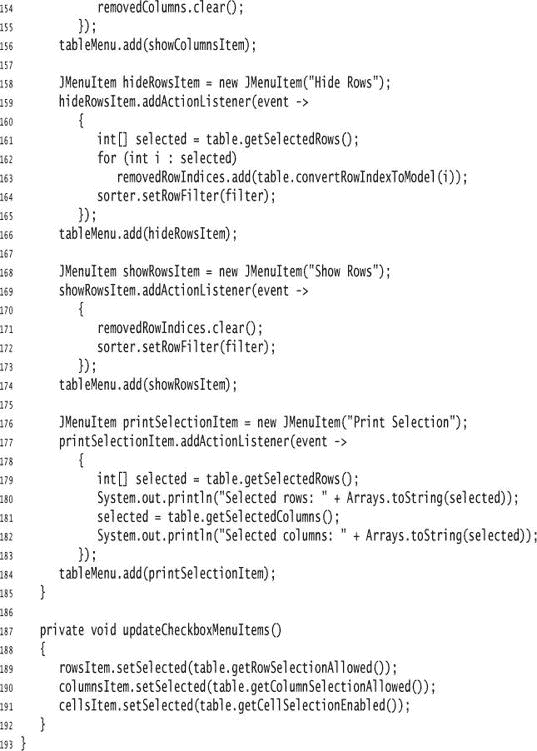 154 removedColumns.clear();
155 });
156 tableMenu.add(showColumnsItem);
157
158 JMenuItem hideRowsItem = new JMenuItem("Hide Rows");
159 hideRowsItem.addActionListener(event ->
160 {
161 int[] selected = table.getSelectedRows();
162 for (int i : selected)
163 removedRowIndices.add(table.convertRowIndexToModel(i));
164 sorter.setRowFilter(filter);
165 });
166 tableMenu.add(hideRowsItem);
167
168 JMenuItem showRowsItem = new JMenuItem("Show Rows");
169 showRowsItem.addActionListener(event ->
170 {
171 removedRowIndices.clear();
172 sorter.setRowFilter(filter);
173 });
174 tableMenu.add(showRowsItem);
175
176 JMenuItem printSelectionItem = new JMenuItem("Print Selection");
177 printSelectionItem.addActionListener(event ->
178 {
179 int[] selected = table.getSelectedRows();
180 System.out.println("Selected rows: " + Arrays.toString(selected));
181 selected = table.getSelectedColumns();
182 System.out.println("Selected columns: " + Arrays.toString(selected));
183 });
184 tableMenu.add(printSelectionItem);
185 }
186
187 private void updateCheckboxMenuItems()
188 {
189 rowsItem.setSelected(table.getRowSelectionAllowed());
190 columnsItem.setSelected(table.getColumnSelectionAllowed());
191 cellsItem.setSelected(table.getCellSelectionEnabled());
192 }
193 }